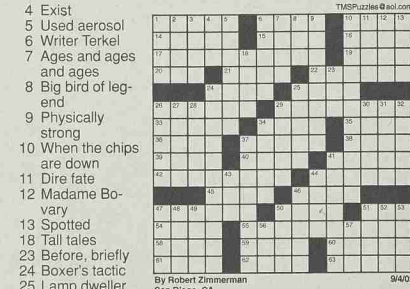 4 Exist
5 Used aerosol
6 Writer Terkel
7 Ages and ages
and ages
8 Big bird of leg-
end
9 Physically
strong
10 When the chips
are down
11 Dire fate
12 Madame Bo-
vary
13 Spotted
18 Tall tales
23 Before, briefly
24 Boxer's tactic
25 Lamp dweller
TMSPuzzles@aol.com
1 2 3 4 5 6 7 8 9 10 11 12 13
14 15 16
17 18 19
20 21 22 23
24 25
26 27 28 29 30 31 32
33 34 35
36 37 38
39 40 41
42 43 44
45 46
47 48 49 50 51 52 53
54 55 56 57
58 59 60
61 62 63
By Robert Zimmerman
9/4/0
San Diego, CA